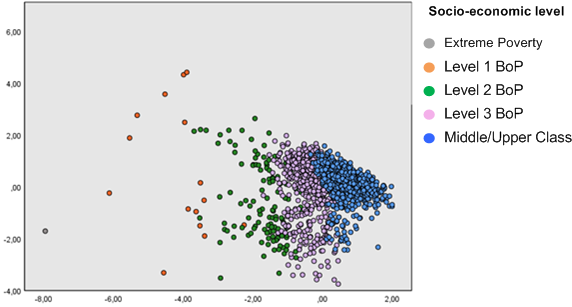 Socio-economic level
Extreme Poverty
Level 1 BoP
Level 2 BoP
Level 3 BoP
Middle/Upper Class
6,00
4,00
2,00
,00
-2,00
-4,00
-8,00 -6,00 -4,00 -2,00 ,00 2,00